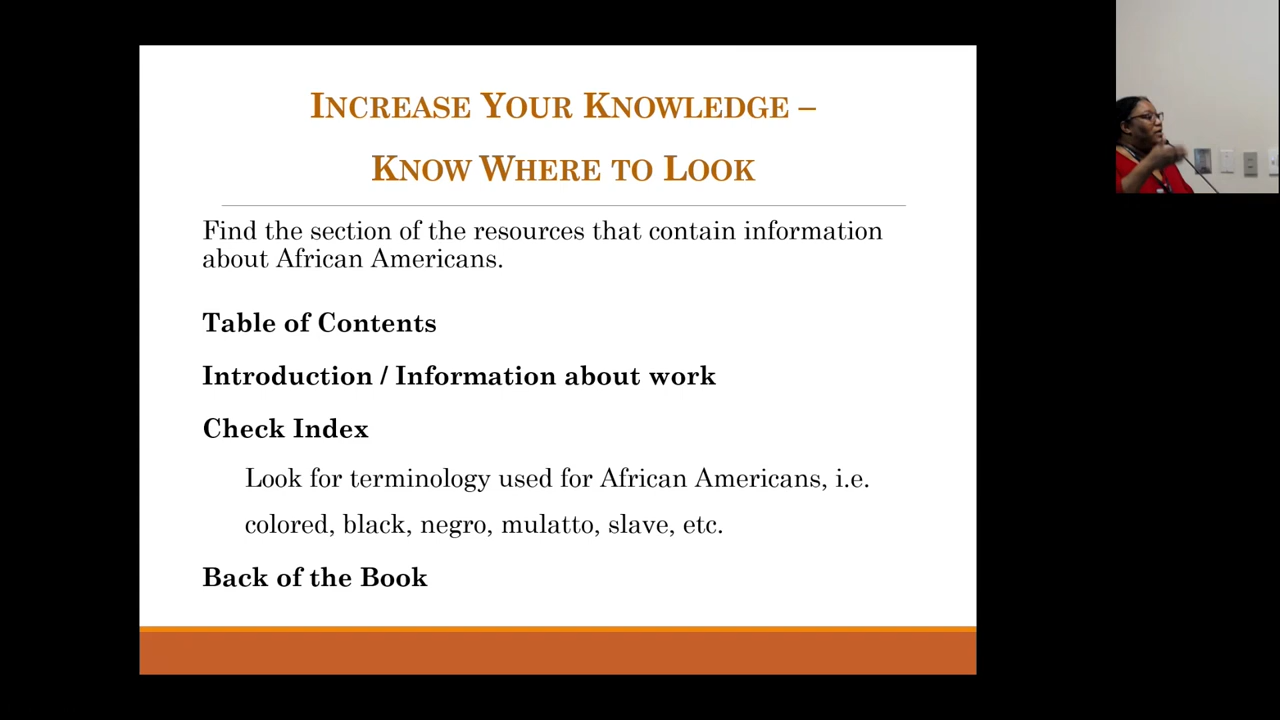 INCREASE YOUR KNOWLEDGE –
KNOW WHERE TO LOOK
Find the section of the resources that contain information
about African Americans.
Table of Contents
Introduction / Information about work
Check Index
Look for terminology used for African Americans, i.e.
colored, black, negro, mulatto, slave, etc.
Back of the Book